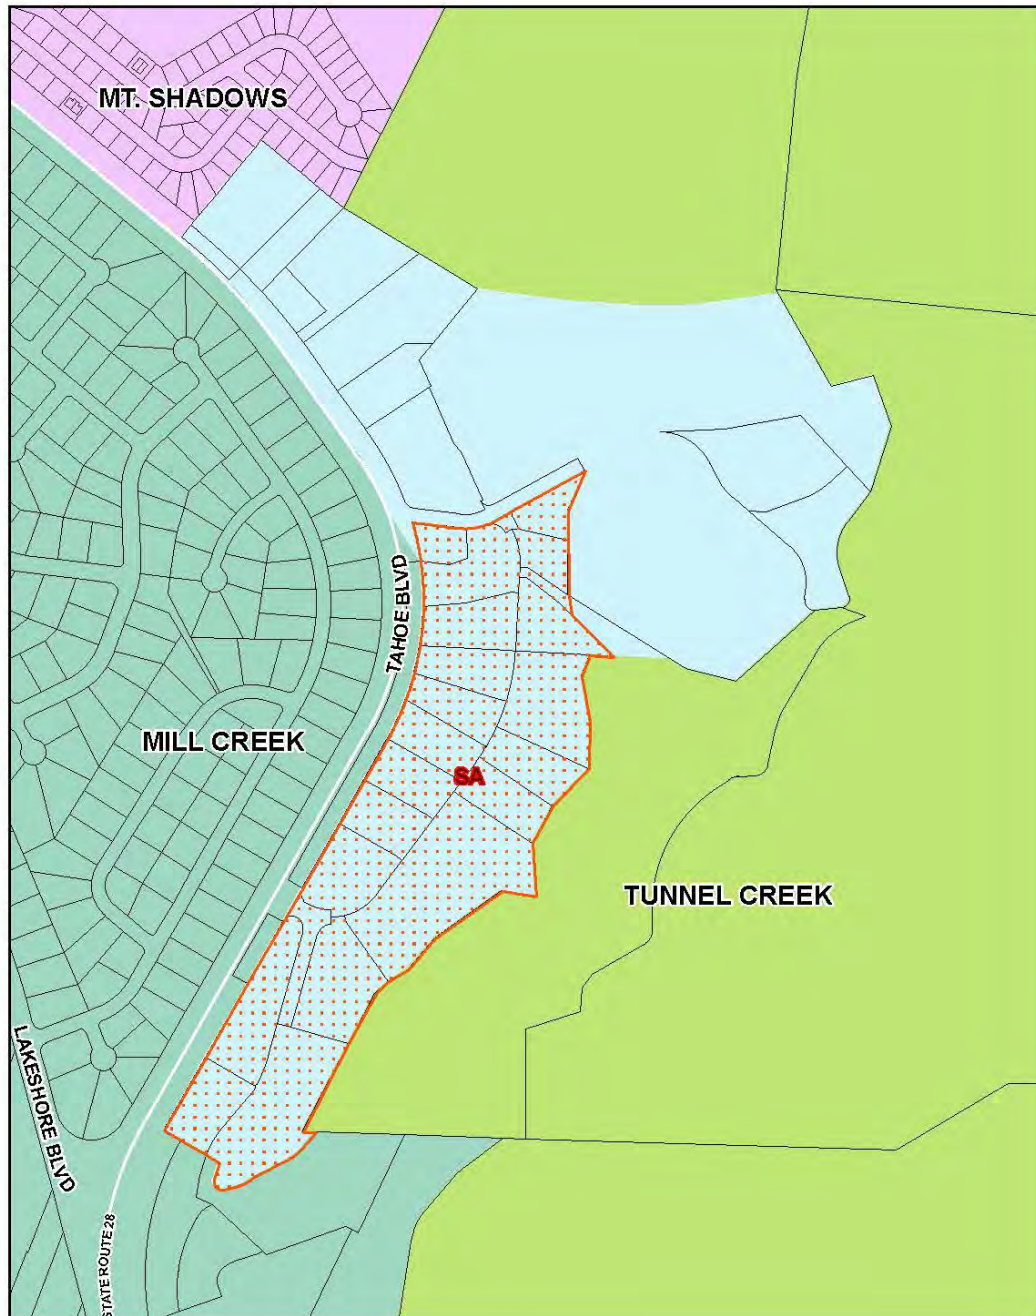 MT. SHADOWS
TAHOE BLVD
MILL CREEK
SA
TUNNEL CREEK
LAKESHORE BLVD
STATE ROUTE 28